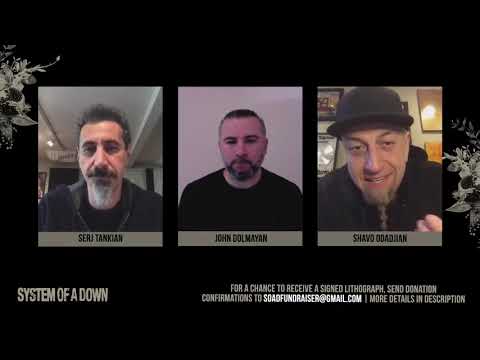 SERJ TANKIAN
JOHN DOLMAYAN
SHAVO ODADJIAN
SYSTEM OF A DOWN
FOR A CHANCE TO RECEIVE A SIGNED LITHOGRAPH, SEND DONATION
CONFIRMATIONS TO SOADFUNDRAISER@GMAIL.COM | MORE DETAILS IN DESCRIPTION